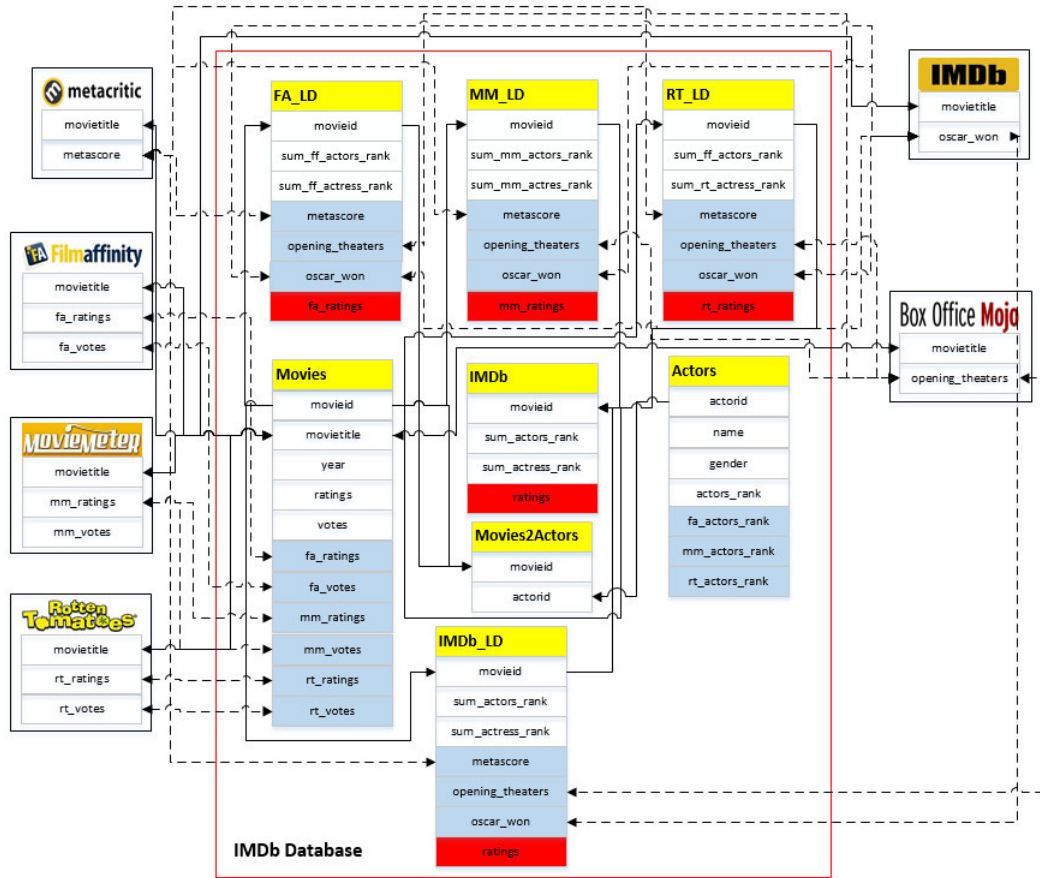 metacritic
movietitle
metascore
Filmaffinity
movietitle
fa_ratings
fa_votes
MovieMeter
movietitle
mm_ratings
mm_votes
Rotten
Tomatoes
movietitle
rt_ratings
rt_votes
FA_LD
movieid
sum_ff_actors_rank
sum_ff_actress_rank
metascore
opening_theaters
oscar_won
fa_ratings
MM_LD
movieid
sum_mm_actors_rank
sum_mm_actres_rank
metascore
opening_theaters
oscar_won
mm_ratings
RT_LD
movieid
sum_ff_actors_rank
sum_rt_actress_rank
metascore
opening_theaters
oscar_won
rt_ratings
Movies
movieid
movietitle
year
ratings
votes
fa_ratings
fa_votes
mm_ratings
mm_votes
rt_ratings
rt_votes
IMDb
movieid
sum_actors_rank
sum_actress_rank
ratings
Movies2Actors
movieid
actorid
Actors
actorid
name
gender
actors_rank
fa_actors_rank
mm_actors_rank
rt_actors_rank
IMDb_LD
movieid
sum_actors_rank
sum_actress_rank
metascore
opening_theaters
oscar_won
ratings
IMDb Database
IMDb
movietitle
oscar_won
Box Office Mojo
movietitle
opening_theaters